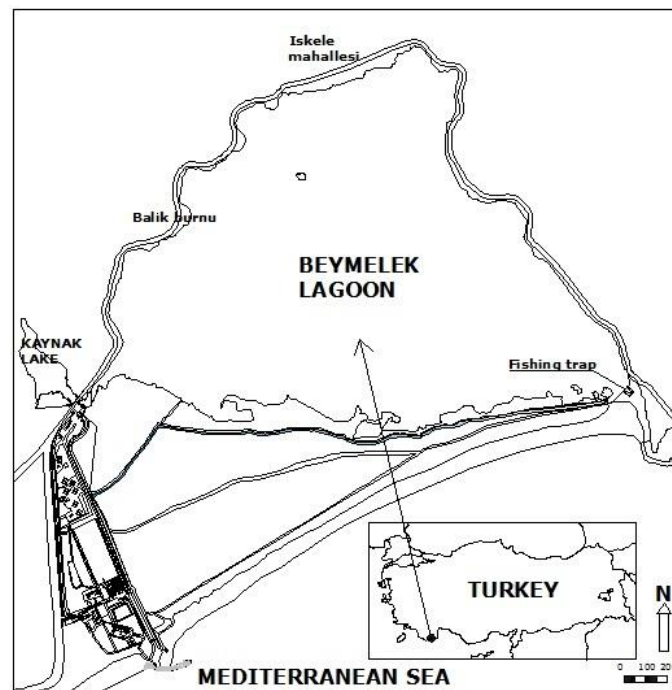 Iskele
mahallesi
Balik burnu
BEYMELEK
LAGOON
KAYNAK
LAKE
Fishing trap
TURKEY
N
MEDITERRANEAN SEA
0 100 20